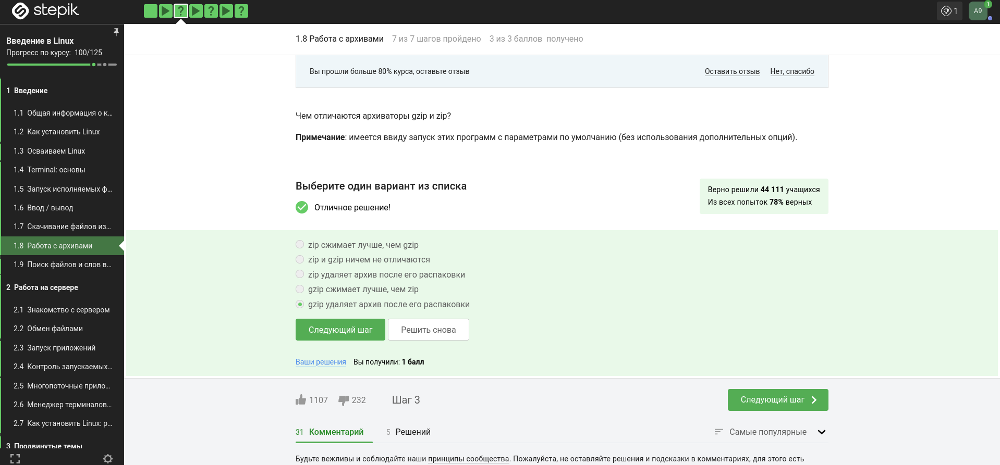 stepik
? ? ?
1
A9
1
Введение в Linux
Прогресс по курсу: 100/125
1 Введение
1.1 Общая информация о к...
1.2 Как установить Linux
1.3 Осваиваем Linux
1.4 Terminal: основы
1.5 Запуск исполняемых ф...
1.6 Ввод / вывод
1.7 Скачивание файлов из...
1.8 Работа с архивами
1.9 Поиск файлов и слов в...
2 Работа на сервере
2.1 Знакомство с сервером
2.2 Обмен файлами
2.3 Запуск приложений
2.4 Контроль запускаемых...
2.5 Многопоточные прило...
2.6 Менеджер терминалов...
2.7 Как установить Linux: р...
3 Продвинутые темы
1.8 Работа с архивами 7 из 7 шагов пройдено 3 из 3 баллов получено
Вы прошли больше 80% курса, оставьте отзыв Оставить отзыв Нет, спасибо
Чем отличаются архиваторы gzip и zip?
Примечание: имеется ввиду запуск этих программ с параметрами по умолчанию (без использования дополнительных опций).
Выберите один вариант из списка
Отличное решение!
Верно решили 44 111 учащихся
Из всех попыток 78% верных
zip сжимает лучше, чем gzip
zip и gzip ничем не отличаются
zip удаляет архив после его распаковки
gzip сжимает лучше, чем zip
gzip удаляет архив после его распаковки
Следующий шаг Решить снова
Ваши решения Вы получили: 1 балл
1107 232 Шаг 3 Следующий шаг
31 Комментарий 5 Решений Самые популярные
Будьте вежливы и соблюдайте наши принципы сообщества. Пожалуйста, не оставляйте решения и подсказки в комментариях, для этого есть